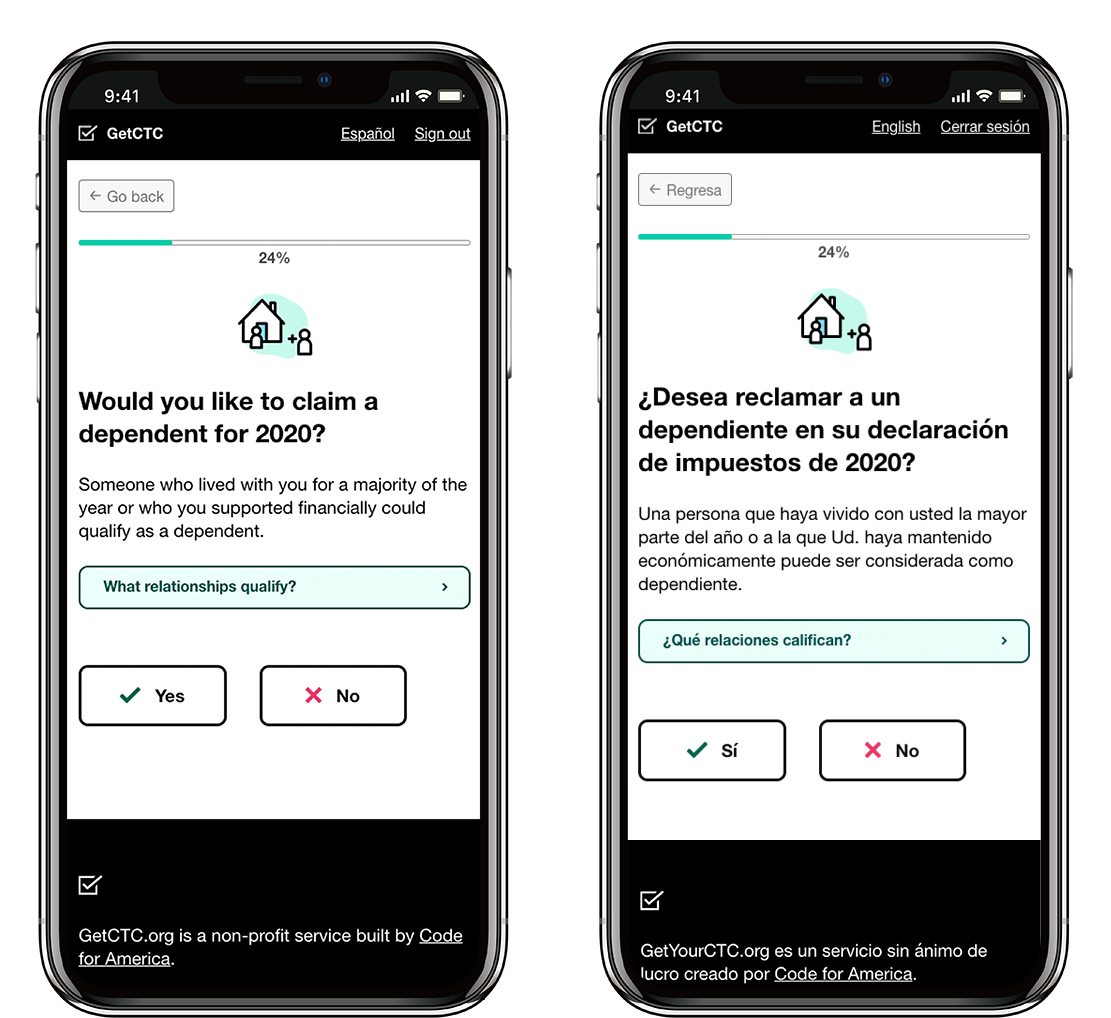 9:41
GetCTC
Español
Sign out
← Go back
24%
Would you like to claim a
dependent for 2020?
Someone who lived with you for a majority of the
year or who you supported financially could
qualify as a dependent.
What relationships qualify?
Yes
No
GetCTC.org is a non-profit service built by Code
for America.
9:41
GetCTC
English
Cerrar sesión
← Regresa
24%
¿Desea reclamar a un
dependiente en su declaración
de impuestos de 2020?
Una persona que haya vivido con usted la mayor
parte del año o a la que Ud. haya mantenido
económicamente puede ser considerada como
dependiente.
¿Qué relaciones califican?
Sí
No
GetYourCTC.org es un servicio sin ánimo de
lucro creado por Code for America.